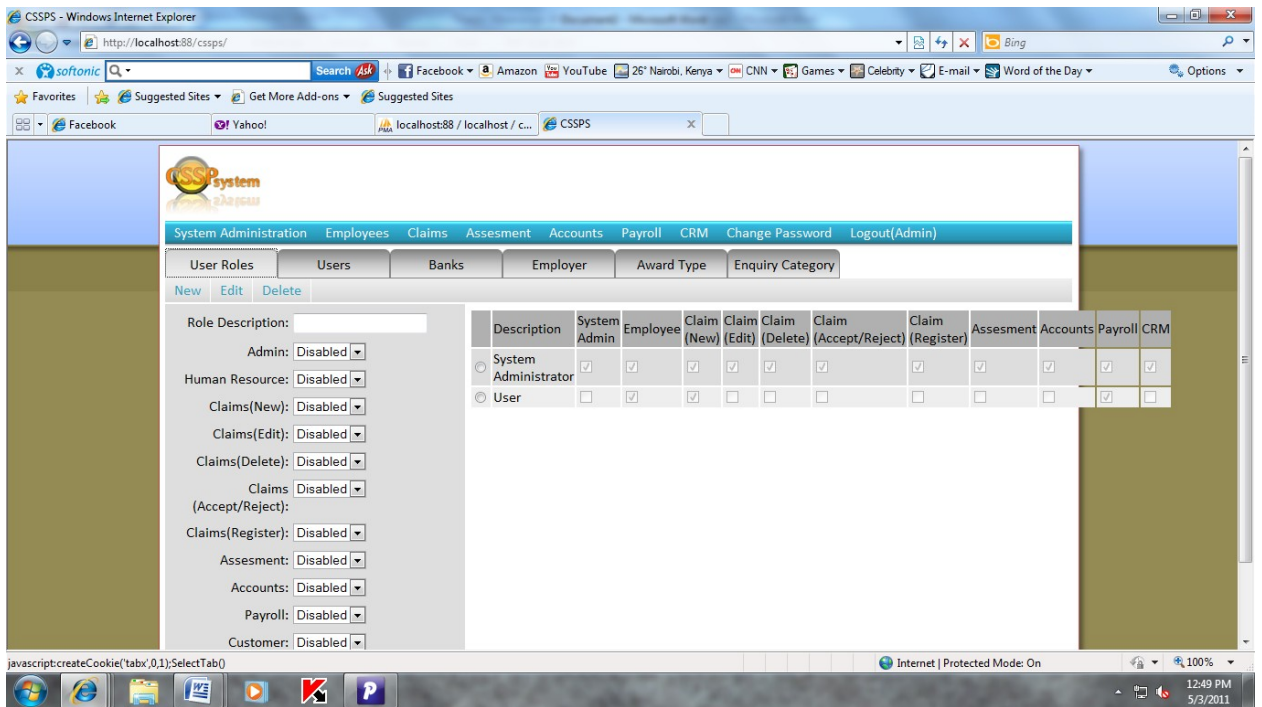 CSSPS - Windows Internet Explorer
http://localhost:88/cssps/
Bing
softonic
Search Ask Facebook Amazon YouTube 26° Nairobi, Kenya CNN Games Celebrity E-mail Word of the Day Options
Favorites Suggested Sites Get More Add-ons Suggested Sites
Facebook Yahoo! localhost:88 / localhost / c... CSSPS
CSSPsystem
System Administration Employees Claims Assesment Accounts Payroll CRM Change Password Logout(Admin)
User Roles Users Banks Employer Award Type Enquiry Category
New Edit Delete
Role Description:
Admin: Disabled
Human Resource: Disabled
Claims(New): Disabled
Claims(Edit): Disabled
Claims(Delete): Disabled
Claims Disabled
(Accept/Reject):
Claims(Register): Disabled
Assesment: Disabled
Accounts: Disabled
Payroll: Disabled
Customer: Disabled
Description System Admin Employee Claim (New) Claim (Edit) Claim (Delete) Claim (Accept/Reject) Claim (Register) Assesment Accounts Payroll CRM
System
Administrator
User
javascript:createCookie('tabx',0,1);SelectTab()
Internet | Protected Mode: On
100%
12:49 PM
5/3/2011